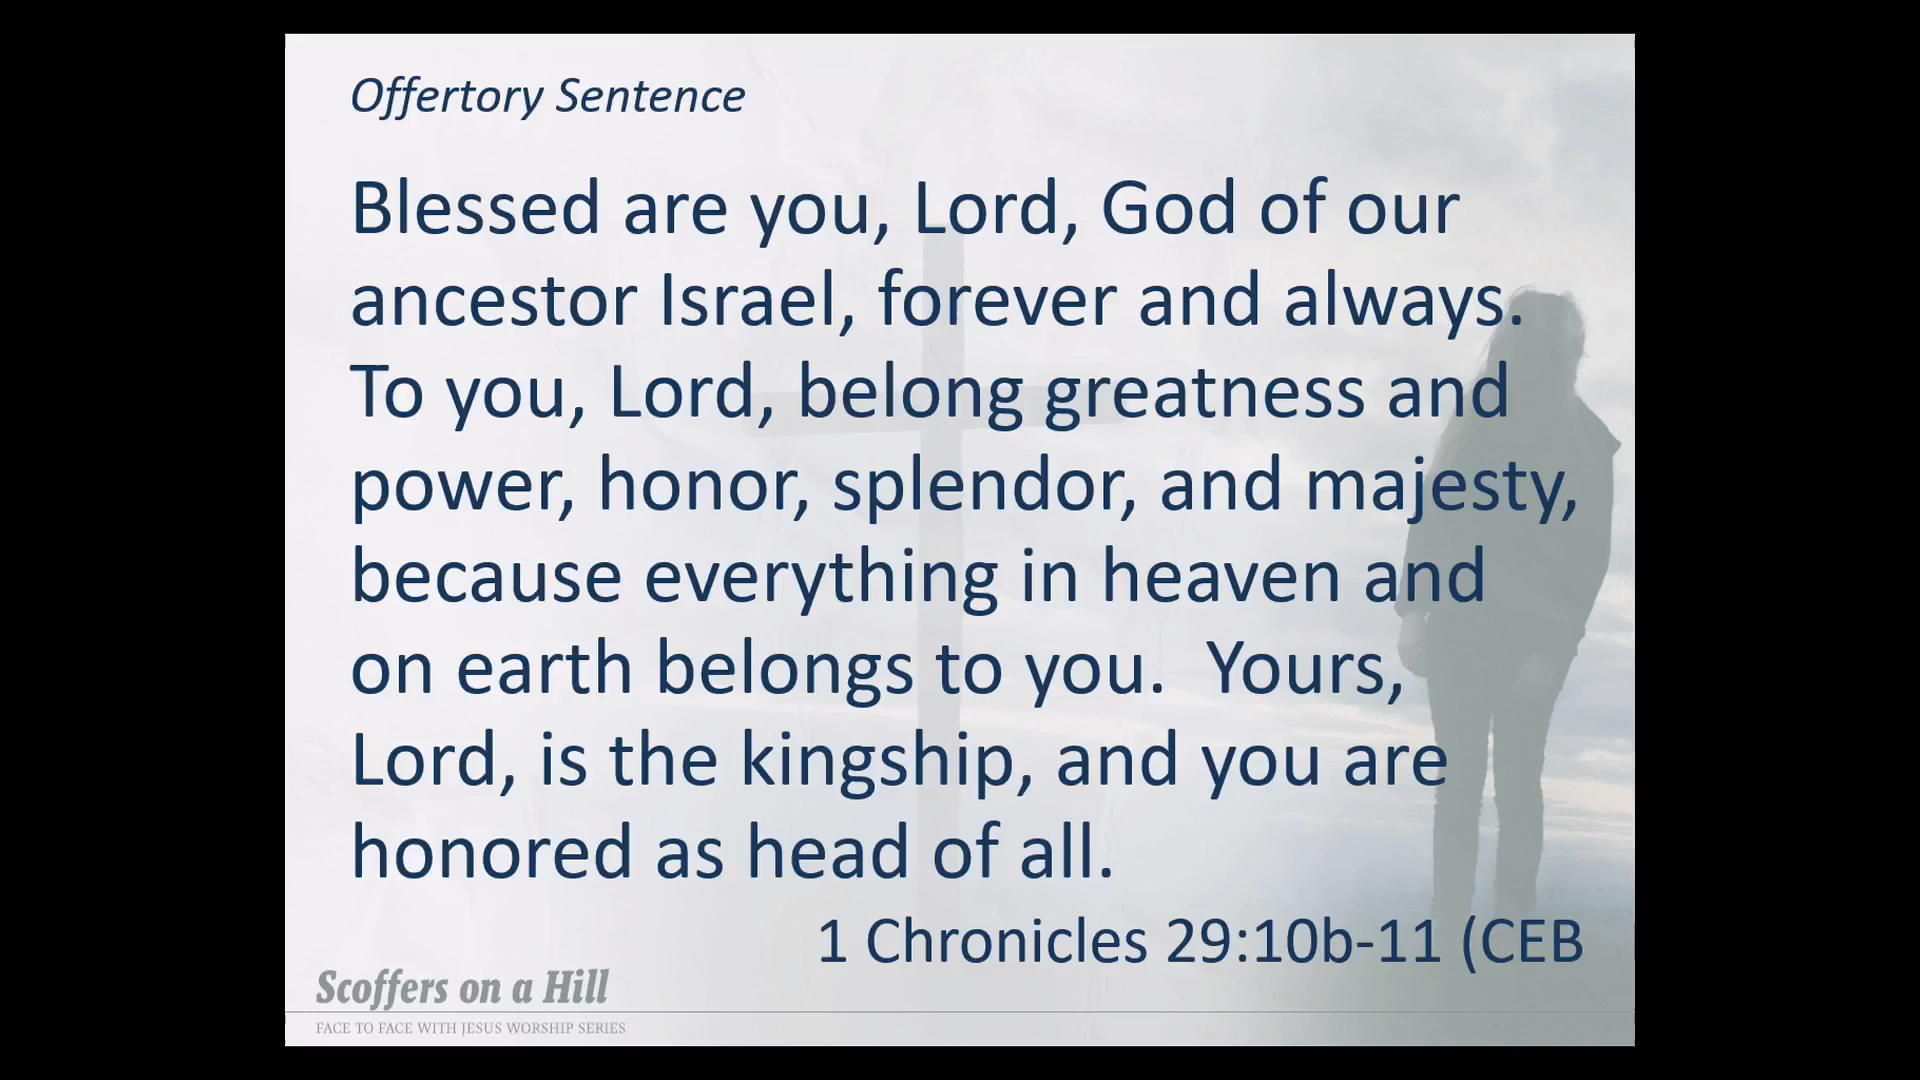 Offertory Sentence
Blessed are you, Lord, God of our
ancestor Israel, forever and always.
To you, Lord, belong greatness and
power, honor, splendor, and majesty,
because everything in heaven and
on earth belongs to you.  Yours,
Lord, is the kingship, and you are
honored as head of all.
1 Chronicles 29:10b-11 (CEB
Scoffers on a Hill
FACE TO FACE WITH JESUS WORSHIP SERIES